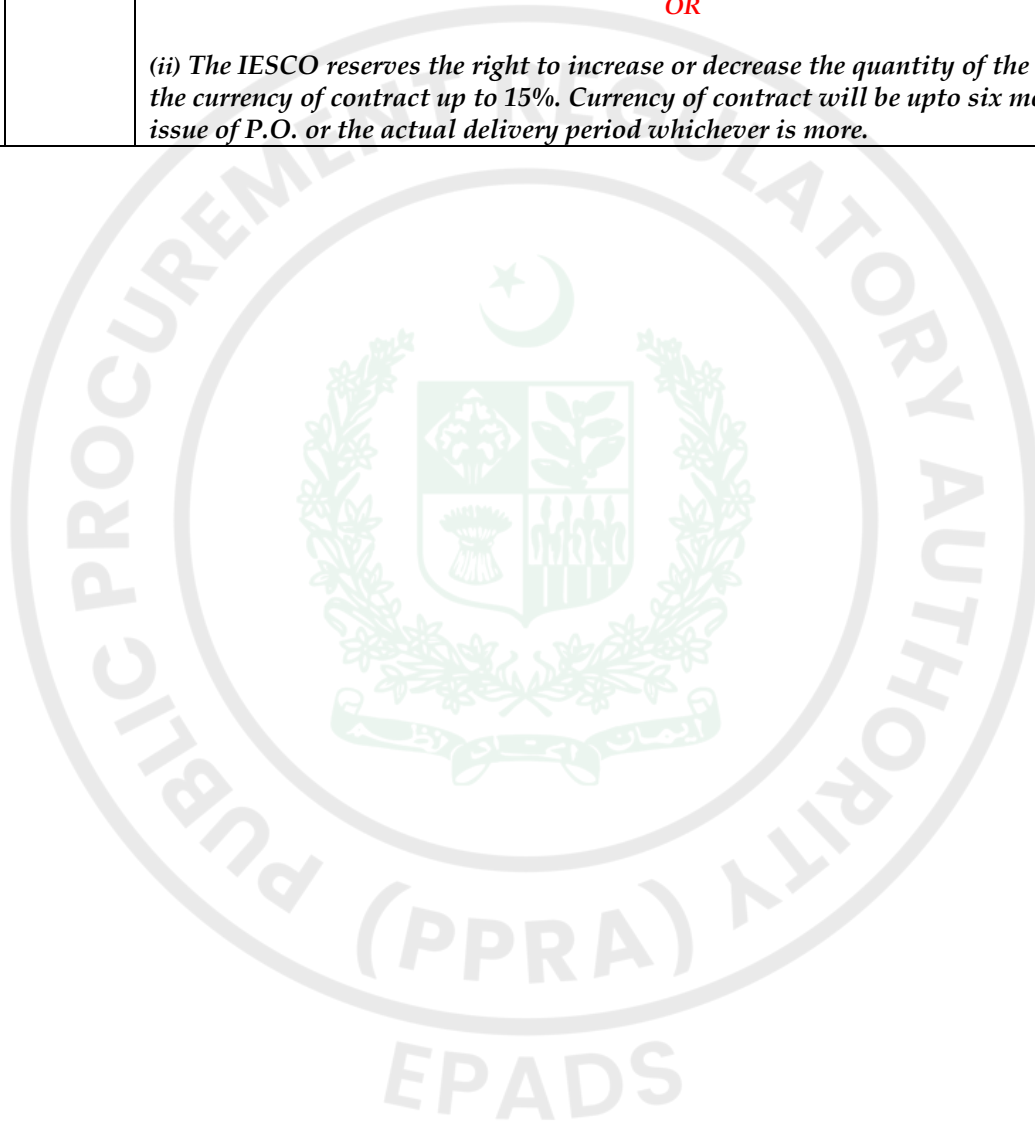 OR
(ii) The IESCO reserves the right to increase or decrease the quantity of the
the currency of contract up to 15%. Currency of contract will be upto six
issue of P.O. or the actual delivery period whichever is more.
PUBLIC PROCUREMENT REGULATORY AUTHORITY
(PPRA)
EPADS